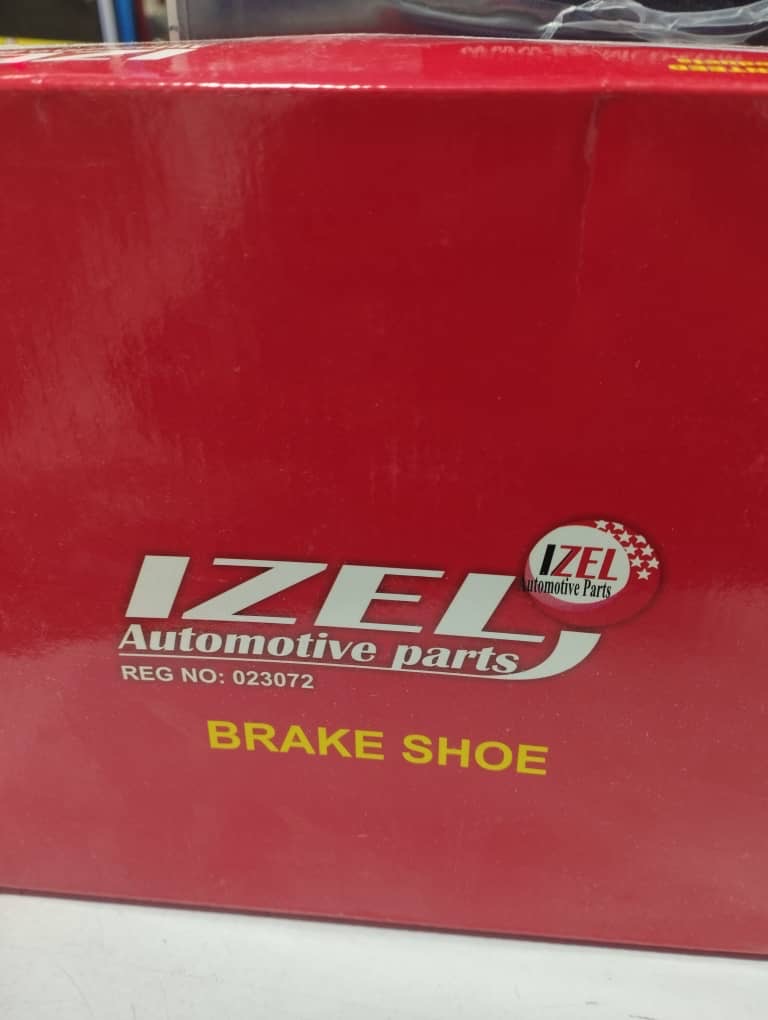 IZEL
Automotive parts
REG NO: 023072
IZEL
Automotive Parts
BRAKE SHOE